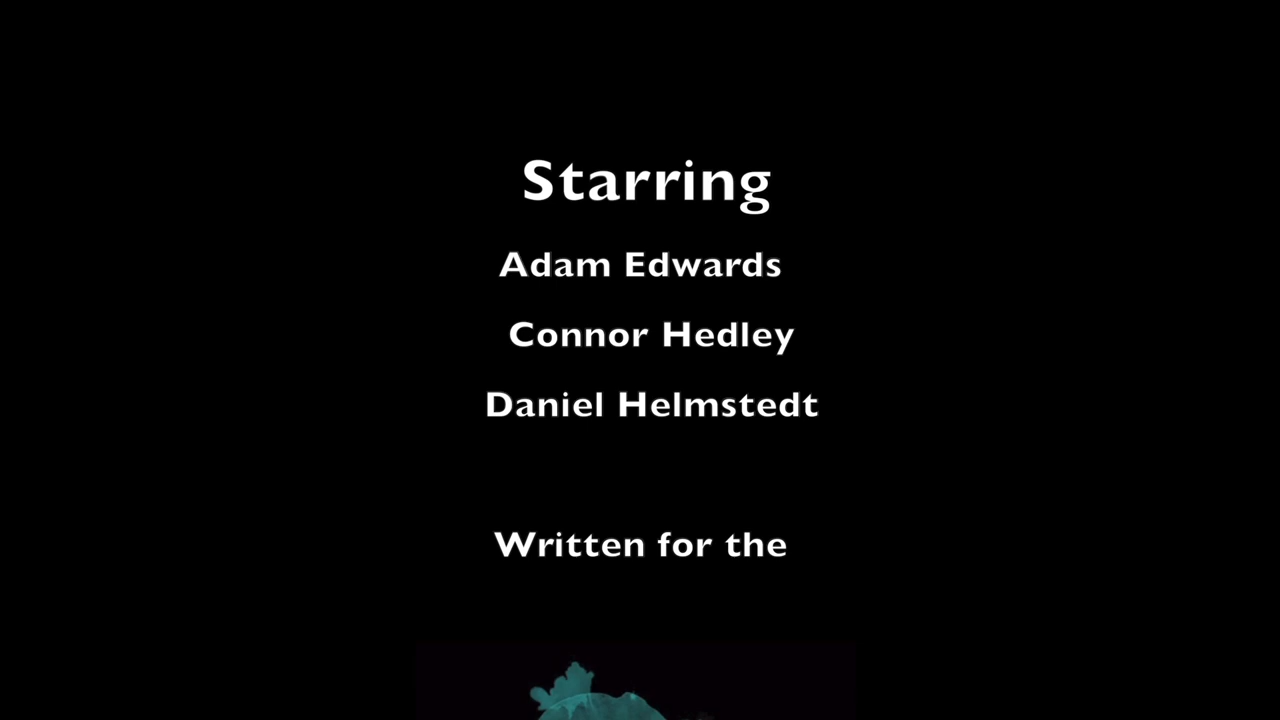 Starring
Adam Edwards
Connor Hedley
Daniel Helmstedt
Written for the